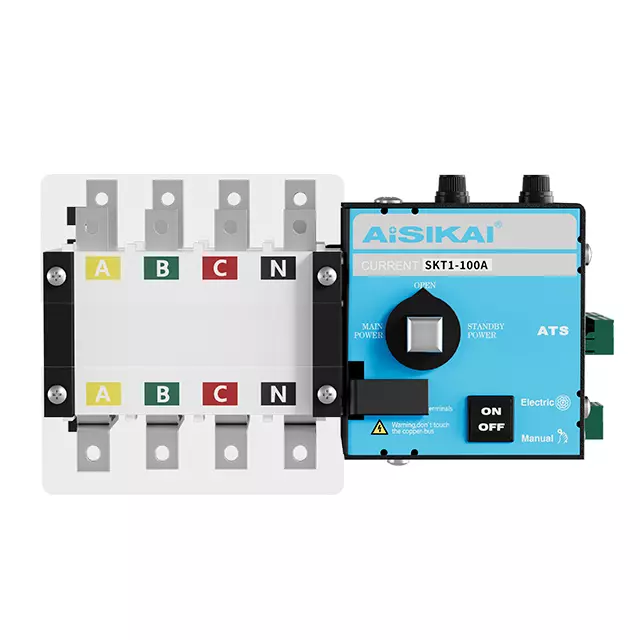 AiSIKAI®
CURRENT SKT1-100A
A B C N
OPEN
MAIN POWER
STANDBY POWER
ATS
A B C N
terminals
Warning,don't touch
the copper bus
ON
OFF
Electric
Manual